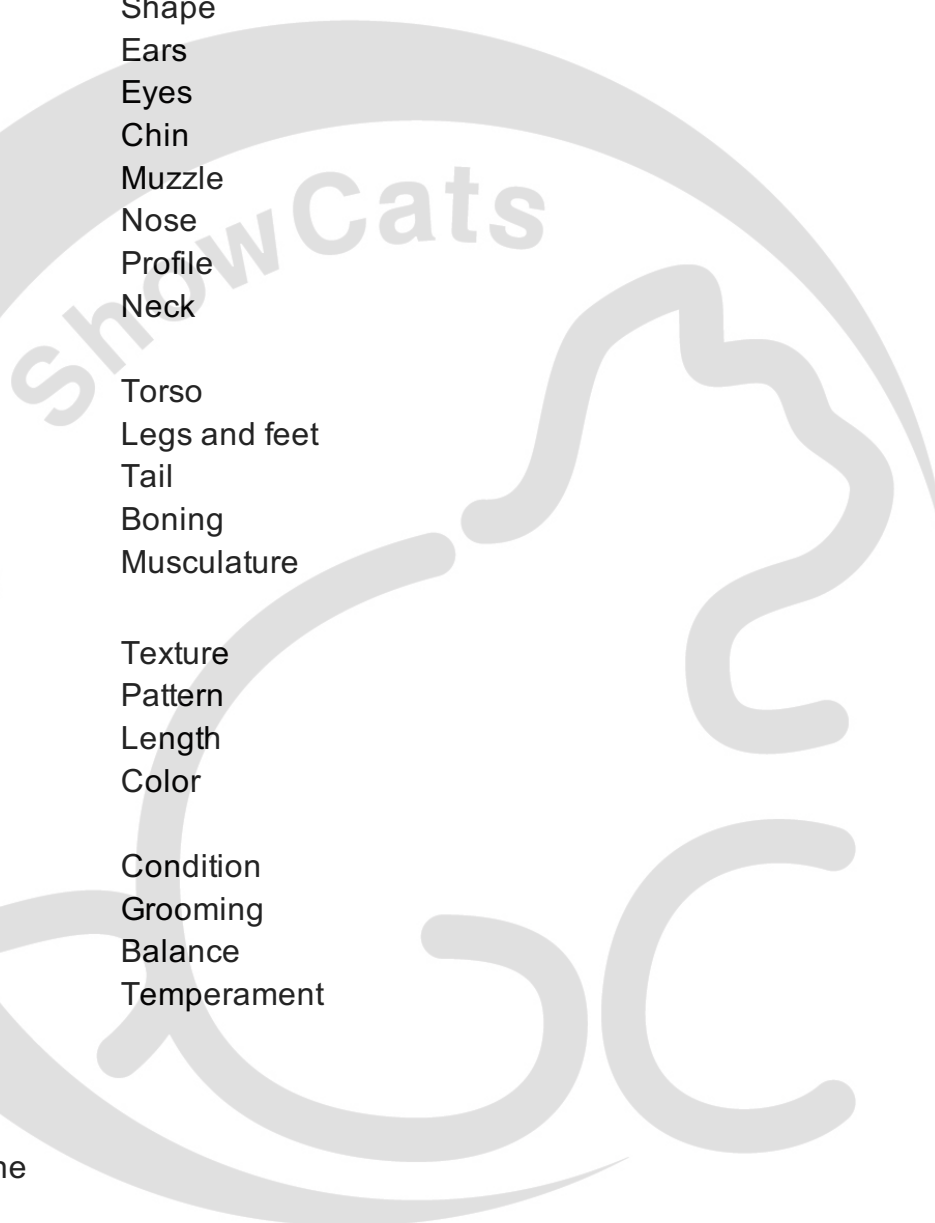 Shape
Ears
Eyes
Chin
Muzzle
Nose
Profile
Neck
Torso
Legs and feet
Tail
Boning
Musculature
Texture
Pattern
Length
Color
Condition
Grooming
Balance
Temperament
ShowCats
GC